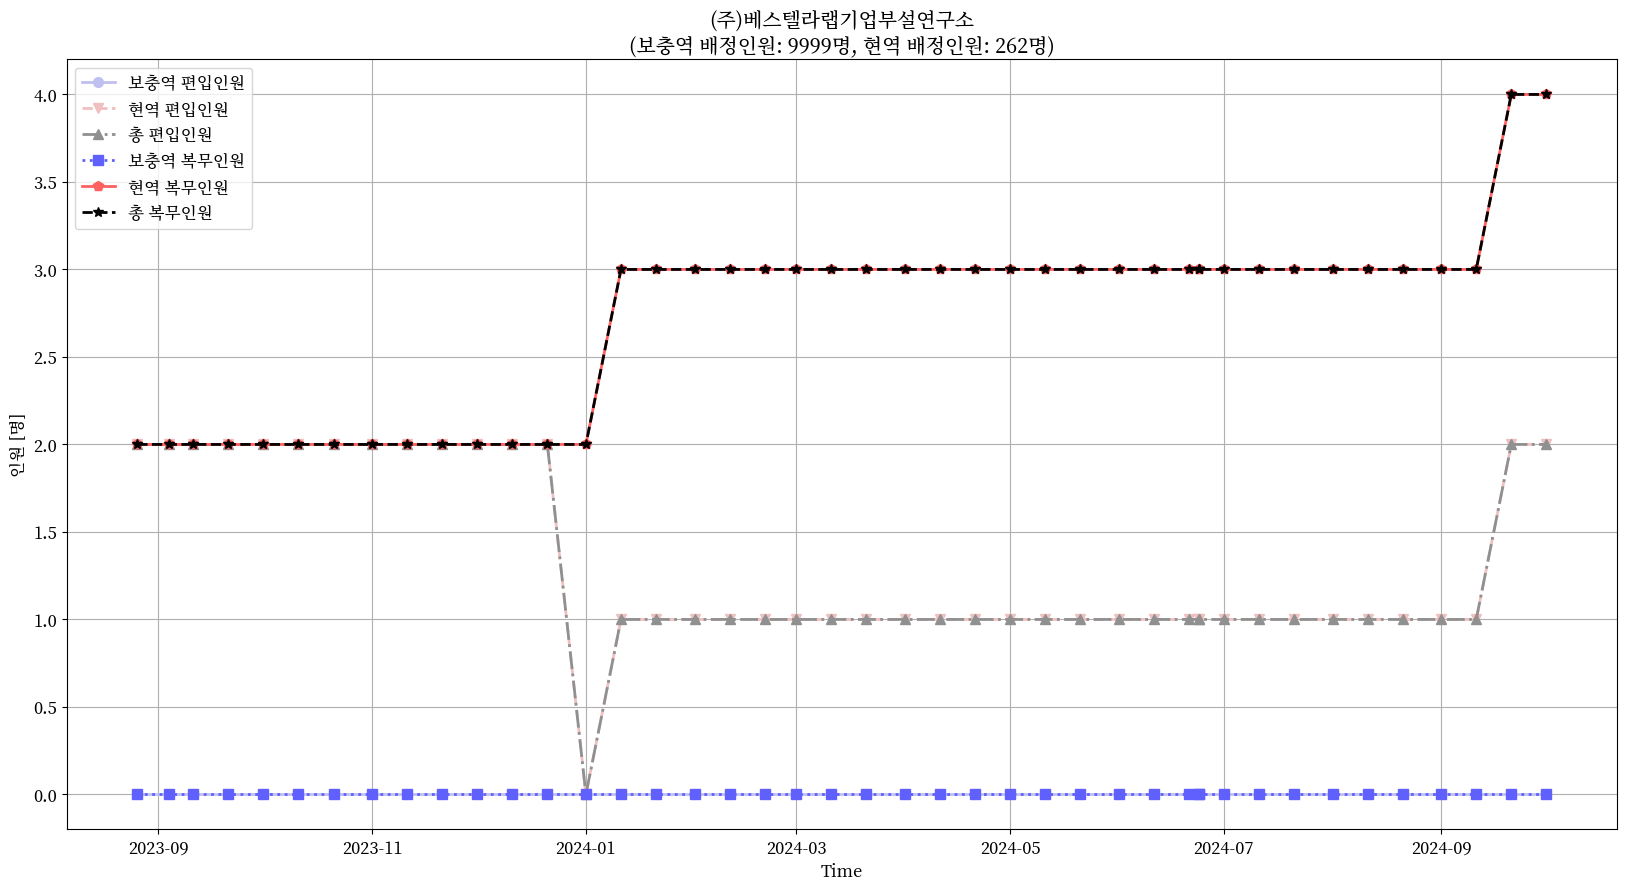 (주)베스텔라랩기업부설연구소
(보충역 배정인원: 9999명, 현역 배정인원: 262명)
보충역 편입인원
현역 편입인원
총 편입인원
보충역 복무인원
현역 복무인원
총 복무인원
4.0
3.5
3.0
2.5
2.0
1.5
1.0
0.5
0.0
인원 [명]
2023-09
2023-11
2024-01
2024-03
2024-05
2024-07
2024-09
Time